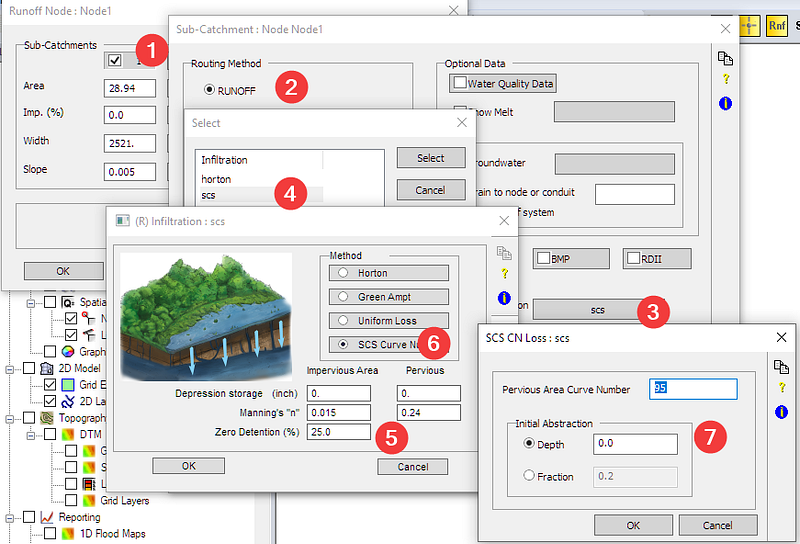 Runoff Node: Node1
Sub-Catchments
1
Area 28.94
Imp. (%) 0.0
Width 2521.
Slope 0.005
OK
Rnf
Sub-Catchment : Node Node1
Routing Method
RUNOFF
2
Optional Data
Water Quality Data
Snow Melt
roundwater
rain to node or conduit
f system
BMP
RDII
on
scs
3
Select
Infiltration
horton
scs
4
Select
Cancel
(R) Infiltration : scs
Method
Horton
Green Ampt
Uniform Loss
SCS Curve Nu
6
Impervious Area Pervious
Depression storage (inch) 0. 0.
Manning's "n" 0.015 0.24
Zero Detention (%) 25.0
5
OK
Cancel
SCS CN Loss : scs
Pervious Area Curve Number 95
Initial Abstraction
Depth 0.0
7
Fraction 0.2
OK
Cancel
Spatia
N
L
Graph
2D Model
Grid E
2D La
Topograp
DTM
G
S
L
Grid Layers
Reporting
1D Flood Maps